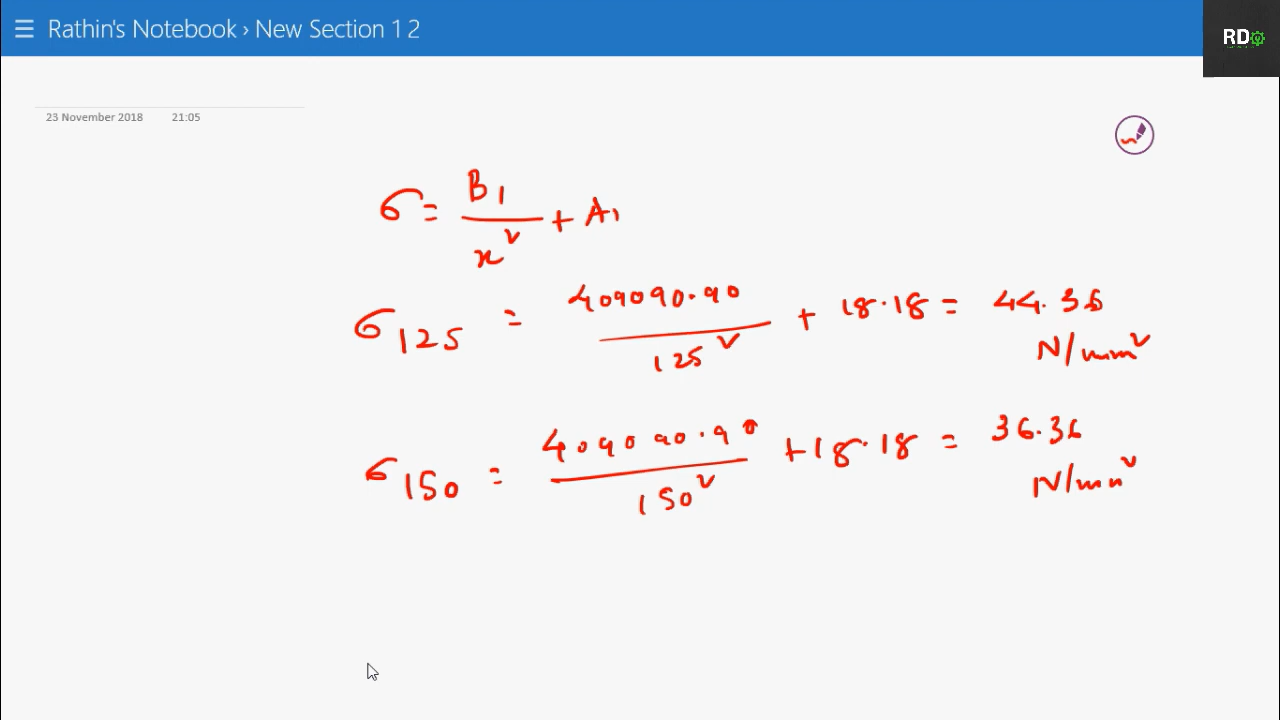 Rathin's Notebook › New Section 1 2
RD
23 November 2018 21:05
σ = B1/x² + A1
σ125 = 409090.90/125² + 18.18 = 44.36 N/mm²
σ150 = 409090.90/150² + 18.18 = 36.36 N/mm²